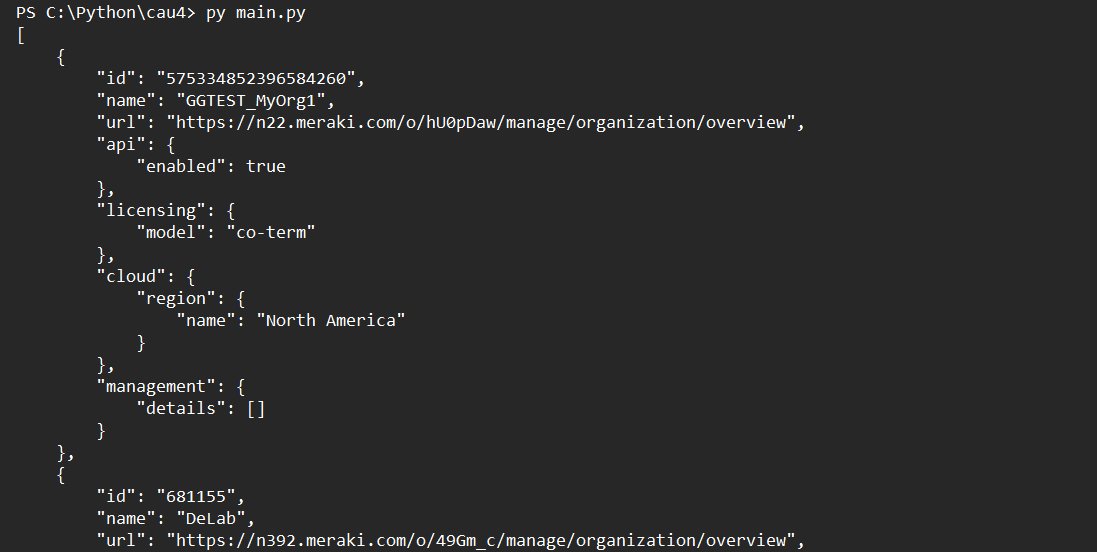 PS C:\Python\cau4> py main.py
[
    {
        "id": "575334852396584260",
        "name": "GGTEST_MyOrg1",
        "url": "https://n22.meraki.com/o/hU0pDaw/manage/organization/overview",
        "api": {
            "enabled": true
        },
        "licensing": {
            "model": "co-term"
        },
        "cloud": {
            "region": {
                "name": "North America"
            }
        },
        "management": {
            "details": []
        }
    },
    {
        "id": "681155",
        "name": "DeLab",
        "url": "https://n392.meraki.com/o/49Gm_c/manage/organization/overview",